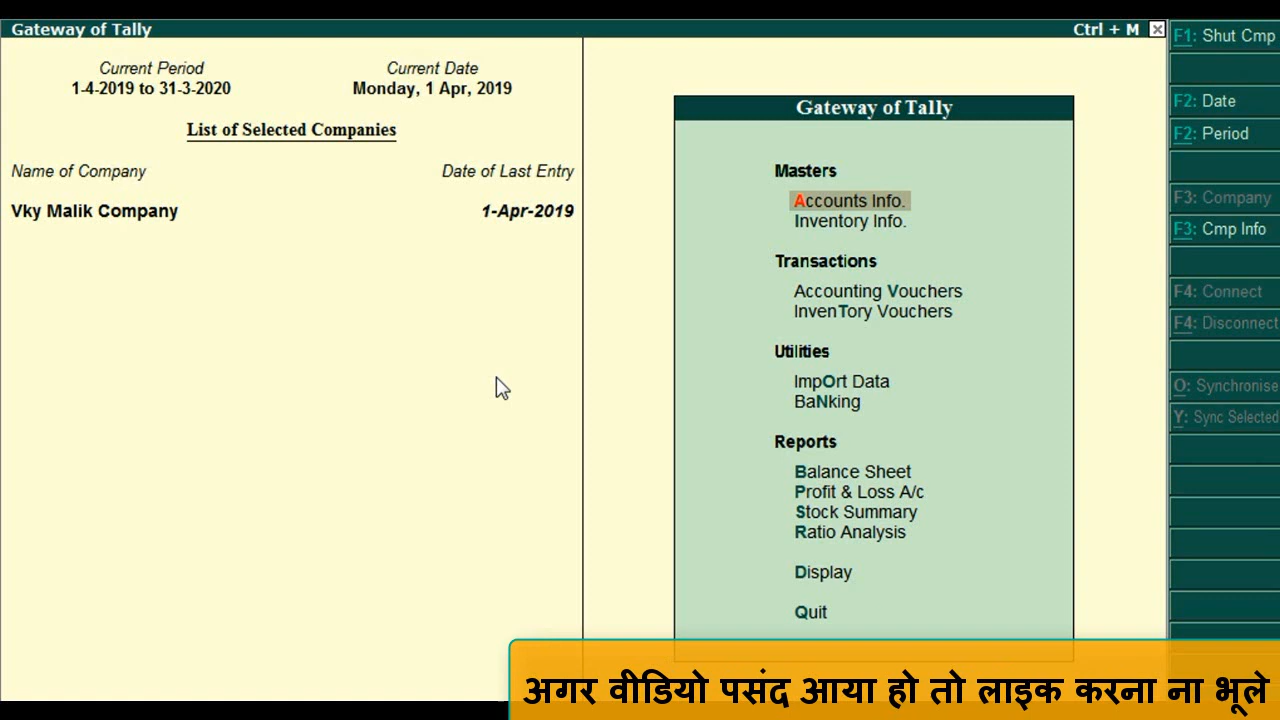 Gateway of Tally
Ctrl + M
Current Period
Current Date
1-4-2019 to 31-3-2020
Monday, 1 Apr, 2019
List of Selected Companies
Name of Company
Date of Last Entry
Vky Malik Company
1-Apr-2019
Gateway of Tally
Masters
Accounts Info.
Inventory Info.
Transactions
Accounting Vouchers
InvenTory Vouchers
Utilities
ImpOrt Data
BaNking
Reports
Balance Sheet
Profit & Loss A/c
Stock Summary
Ratio Analysis
Display
Quit
F1: Shut Cmp
F2: Date
F2: Period
F3: Company
F3: Cmp Info
F4: Connect
F4: Disconnect
O: Synchronise
Y: Sync Selected
अगर वीडियो पसंद आया हो तो लाइक करना ना भूले